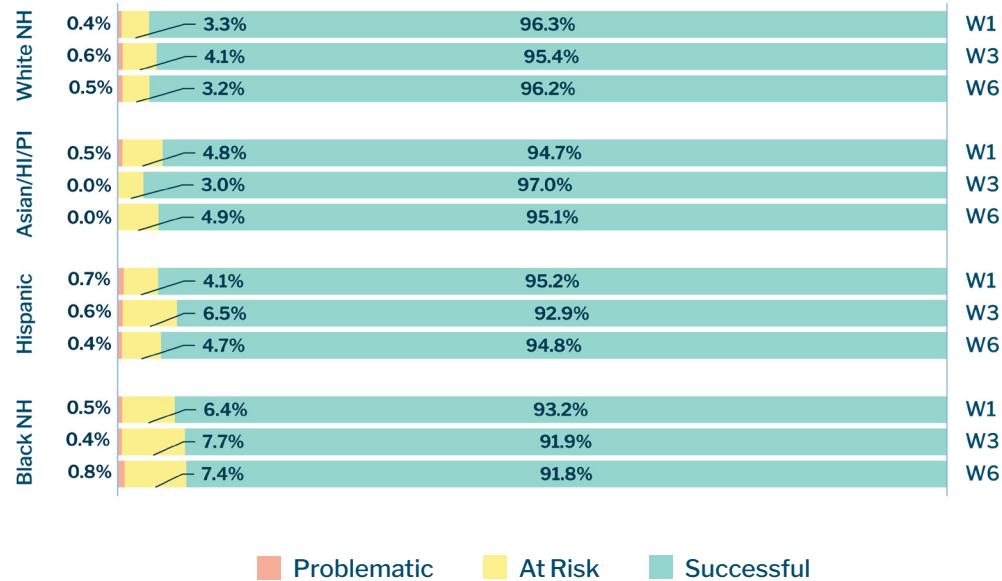 White NH
0.4% 3.3% 96.3% W1
0.6% 4.1% 95.4% W3
0.5% 3.2% 96.2% W6
Asian/HI/PI
0.5% 4.8% 94.7% W1
0.0% 3.0% 97.0% W3
0.0% 4.9% 95.1% W6
Hispanic
0.7% 4.1% 95.2% W1
0.6% 6.5% 92.9% W3
0.4% 4.7% 94.8% W6
Black NH
0.5% 6.4% 93.2% W1
0.4% 7.7% 91.9% W3
0.8% 7.4% 91.8% W6
Problematic At Risk Successful